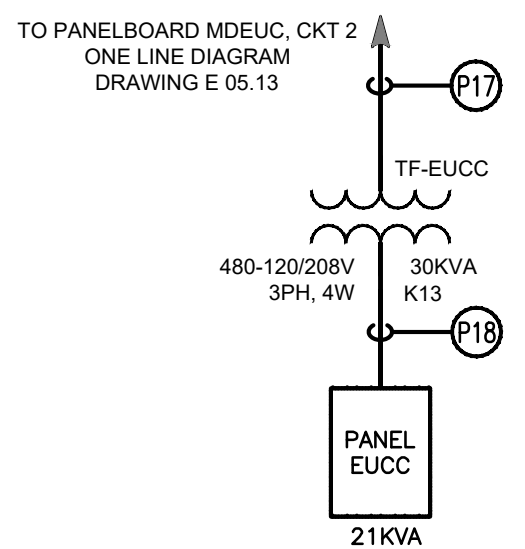 TO PANELBOARD MDEUC, CKT 2
ONE LINE DIAGRAM
DRAWING E 05.13
P17
TF-EUCC
480-120/208V 30KVA
3PH, 4W K13
P18
PANEL
EUCC
21KVA